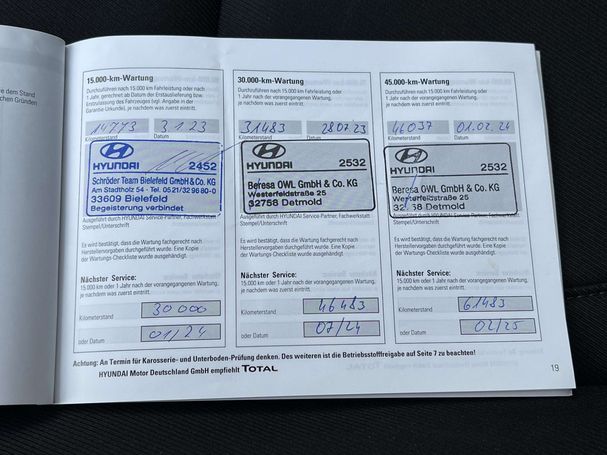 re dem Stand
schen Gründen
15.000-km-Wartung
Durchzuführen nach 15.000 km Fahrleistung oder nach
1 Jahr, gerechnet ab Datum der Erstauslieferung bzw.
Erstzulassung des Fahrzeuges (vgl. Angabe in der
Garantie-Urkunde), je nachdem was zuerst eintritt.
14773 3.1.23
Kilometerstand Datum
HYUNDAI 2452
Schröder Team Bielefeld GmbH & Co. KG
Am Stadtholz 54 - Tel. 05 21/32 96 80-0
33609 Bielefeld
Begeisterung verbindet
Ausgeführt durch HYUNDAI Service-Partner, Fachwerkstatt
Stempel/Unterschrift
Es wird bestätigt, dass die Wartung fachgerecht nach
Herstellervorgaben durchgeführt wurde. Eine Kopie
der Wartungs-Checkliste wurde ausgehändigt.
Nächster Service:
15.000 km oder 1 Jahr nach der vorangegangenen Wartung,
je nachdem was zuerst eintritt.
30 000
Kilometerstand
01/24
oder Datum
30.000-km-Wartung
Durchzuführen nach 15.000 km Fahrleistung oder nach
1 Jahr nach der vorangegangenen Wartung,
je nachdem was zuerst eintritt.
31483 28.07.23
Kilometerstand Datum
HYUNDAI 2532
Beresa OWL GmbH & Co. KG
Westerfeldstraße 25
32758 Detmold
Ausgeführt durch HYUNDAI Service-Partner, Fachwerkstatt
Stempel/Unterschrift
Es wird bestätigt, dass die Wartung fachgerecht nach
Herstellervorgaben durchgeführt wurde. Eine Kopie
der Wartungs-Checkliste wurde ausgehändigt.
Nächster Service:
15.000 km oder 1 Jahr nach der vorangegangenen Wartung,
je nachdem was zuerst eintritt.
46483
Kilometerstand
07/24
oder Datum
45.000-km-Wartung
Durchzuführen nach 15.000 km Fahrleistung oder nach
1 Jahr nach der vorangegangenen Wartung,
je nachdem was zuerst eintritt.
46037 01.02.24
Kilometerstand Datum
HYUNDAI 2532
Beresa OWL GmbH & Co. KG
Westerfeldstraße 25
Detmold
Ausgeführt durch HYUNDAI Service-Partner, Fachwerkstatt
Stempel/Unterschrift
Es wird bestätigt, dass die Wartung fachgerecht nach
Herstellervorgaben durchgeführt wurde. Eine Kopie
der Wartungs-Checkliste wurde ausgehändigt.
Nächster Service:
15.000 km oder 1 Jahr nach der vorangegangenen Wartung,
je nachdem was zuerst eintritt.
61483
Kilometerstand
02/25
oder Datum
Achtung: An Termin für Karosserie- und Unterboden-Prüfung denken. Des weiteren ist die Betriebsstofffreigabe auf Seite 7 zu beachten!
HYUNDAI Motor Deutschland GmbH empfiehlt TOTAL
19